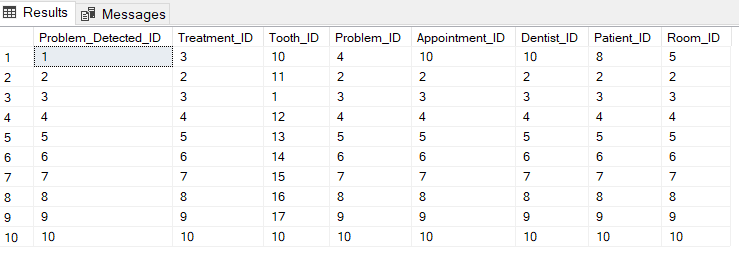 Results Messages
Problem_Detected_ID Treatment_ID Tooth_ID Problem_ID Appointment_ID Dentist_ID Patient_ID Room_ID
1 1 3 10 4 10 10 8 5
2 2 2 11 2 2 2 2 2
3 3 3 1 3 3 3 3 3
4 4 4 12 4 4 4 4 4
5 5 5 13 5 5 5 5 5
6 6 6 14 6 6 6 6 6
7 7 7 15 7 7 7 7 7
8 8 8 16 8 8 8 8 8
9 9 9 17 9 9 9 9 9
10 10 10 10 10 10 10 10 10